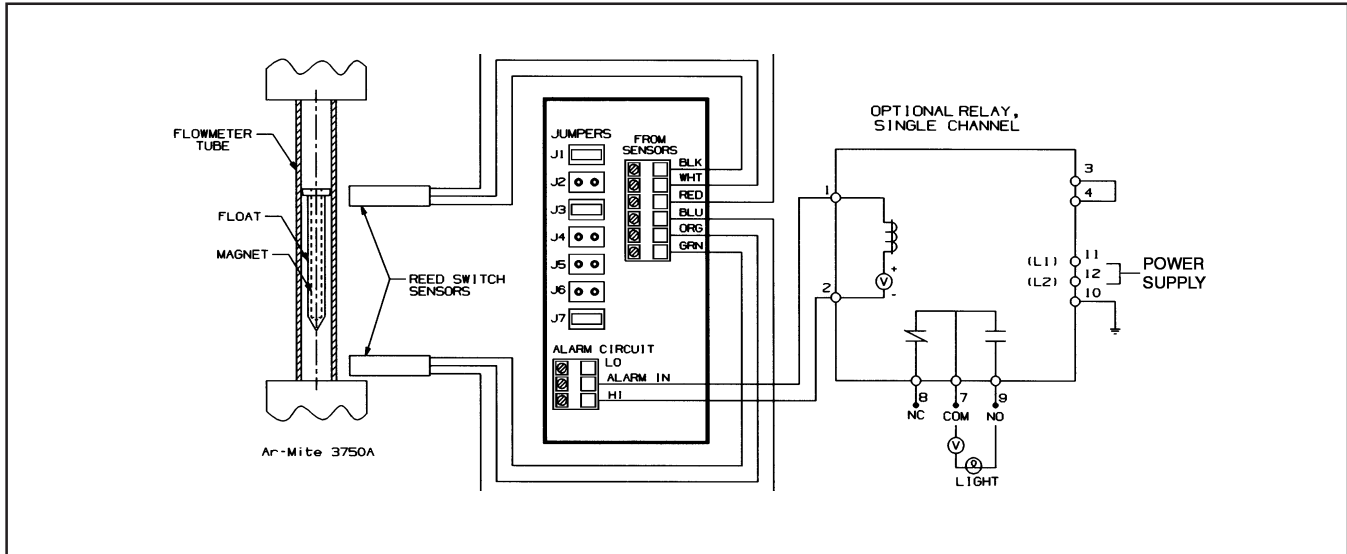 FLOWMETER
TUBE
FLOAT
MAGNET
REED SWITCH
SENSORS
Ar-Mite 3750A
JUMPERS
J1
J2
J3
J4
J5
J6
J7
FROM
SENSORS
BLK
WHT
RED
BLU
ORG
GRN
ALARM CIRCUIT
LO
ALARM IN
HI
OPTIONAL RELAY,
SINGLE CHANNEL
1
2
+
V
-
3
4
(L1) 11
(L2) 12
10
POWER
SUPPLY
8 7 9
NC COM NO
V
LIGHT